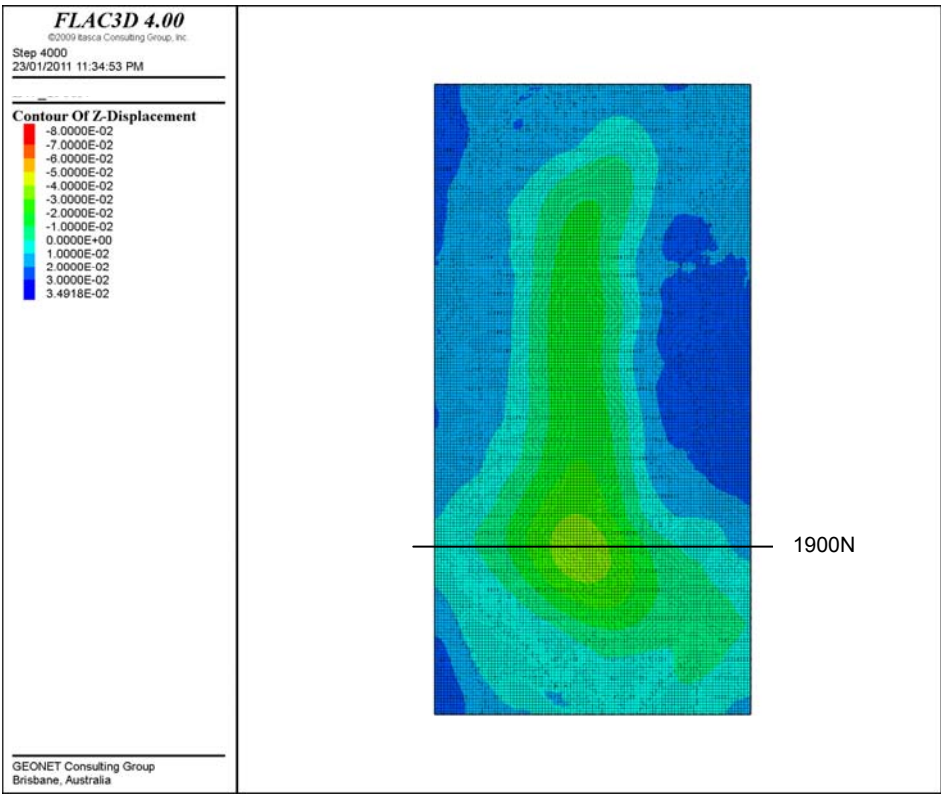 FLAC3D 4.00
©2009 Itasca Consulting Group, Inc.
Step 4000
23/01/2011 11:34:53 PM
Contour Of Z-Displacement
-8.0000E-02
-7.0000E-02
-6.0000E-02
-5.0000E-02
-4.0000E-02
-3.0000E-02
-2.0000E-02
-1.0000E-02
0.0000E+00
1.0000E-02
2.0000E-02
3.0000E-02
3.4918E-02
1900N
GEONET Consulting Group
Brisbane, Australia